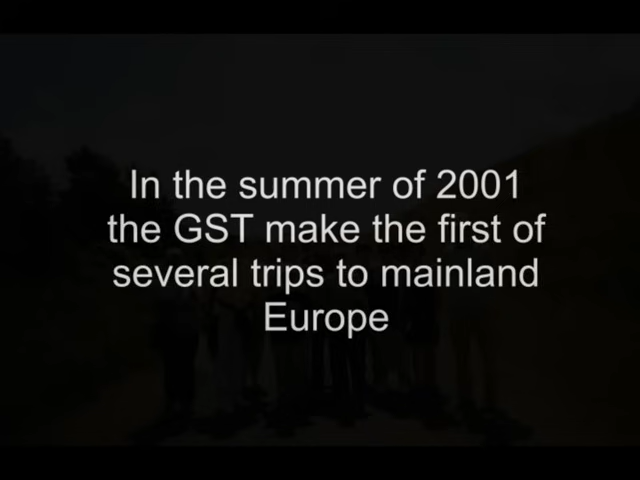 In the summer of 2001
the GST make the first of
several trips to mainland
Europe